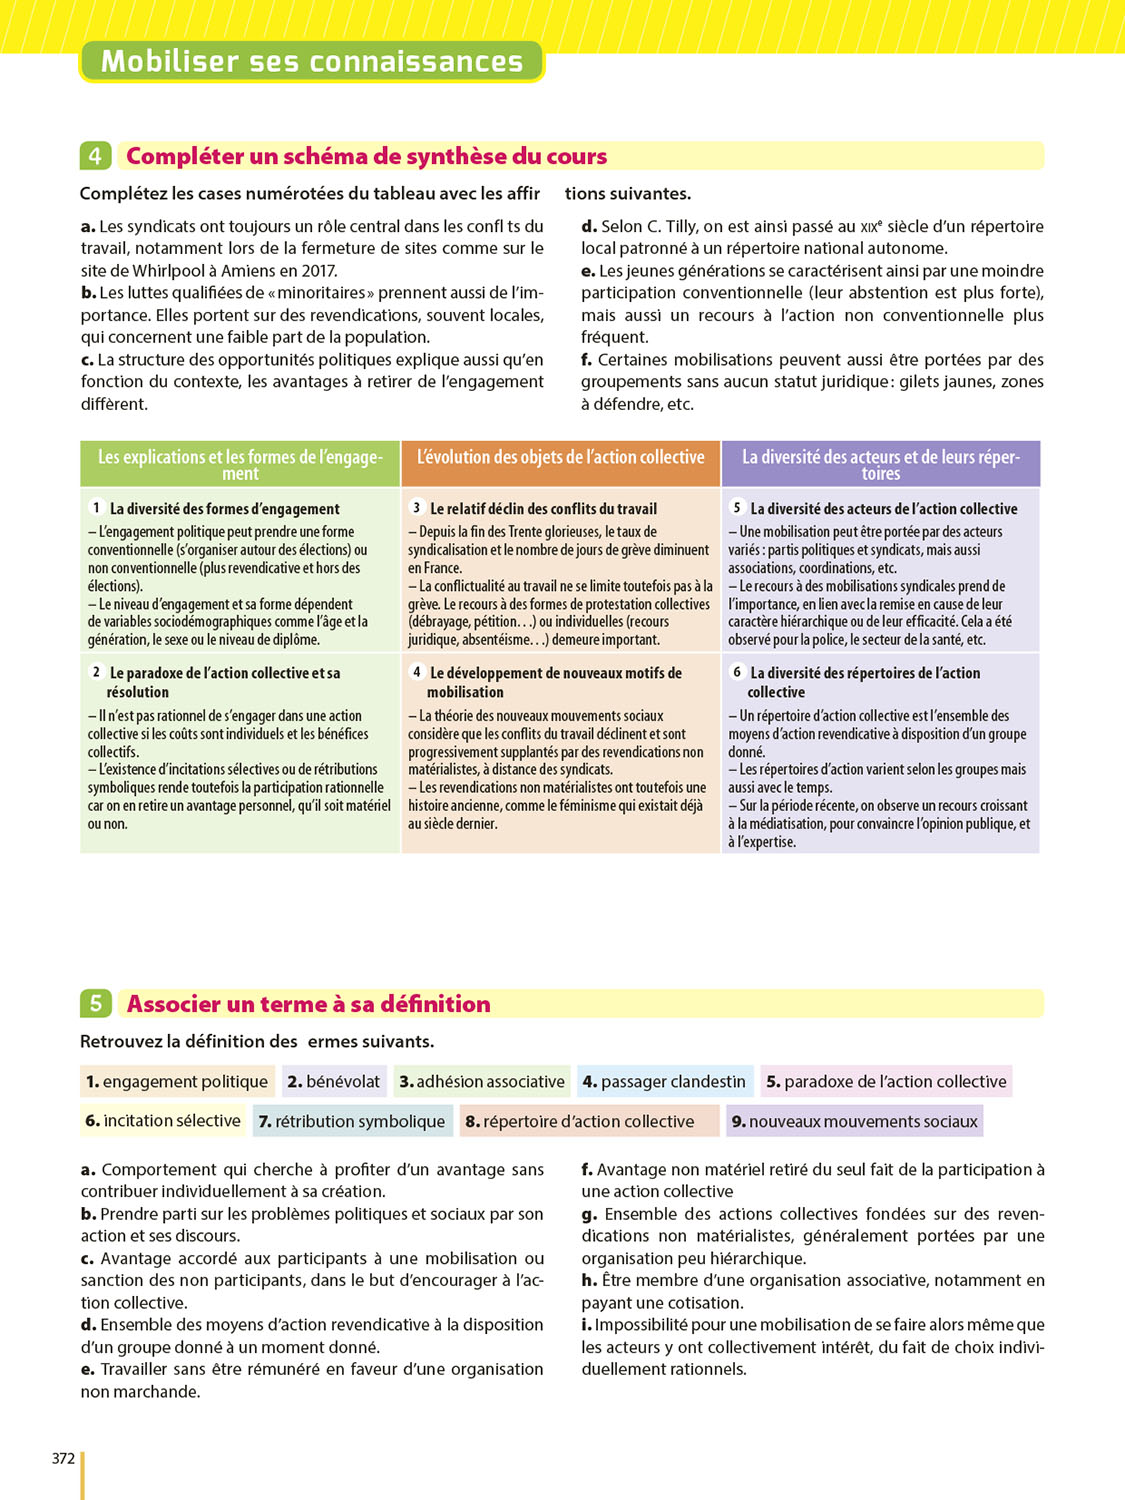 Mobiliser ses connaissances
4 Compléter un schéma de synthèse du cours
Complétez les cases numérotées du tableau avec les affir tions suivantes.
a. Les syndicats ont toujours un rôle central dans les confl ts du
travail, notamment lors de la fermeture de sites comme sur le
site de Whirlpool à Amiens en 2017.
b. Les luttes qualifiées de « minoritaires » prennent aussi de l'im-
portance. Elles portent sur des revendications, souvent locales,
qui concernent une faible part de la population.
c. La structure des opportunités politiques explique aussi qu'en
fonction du contexte, les avantages à retirer de l'engagement
diffèrent.
d. Selon C. Tilly, on est ainsi passé au XIXe siècle d'un répertoire
local patronné à un répertoire national autonome.
e. Les jeunes générations se caractérisent ainsi par une moindre
participation conventionnelle (leur abstention est plus forte),
mais aussi un recours à l'action non conventionnelle plus
fréquent.
f. Certaines mobilisations peuvent aussi être portées par des
groupements sans aucun statut juridique : gilets jaunes, zones
à défendre, etc.
Les explications et les formes de l'engage-
ment
1 La diversité des formes d'engagement
– L'engagement politique peut prendre une forme
conventionnelle (s'organiser autour des élections) ou
non conventionnelle (plus revendicative et hors des
élections).
– Le niveau d'engagement et sa forme dépendent
de variables sociodémographiques comme l'âge et la
génération, le sexe ou le niveau de diplôme.
2 Le paradoxe de l'action collective et sa
résolution
– Il n'est pas rationnel de s'engager dans une action
collective si les coûts sont individuels et les bénéfices
collectifs.
– L'existence d'incitations sélectives ou de rétributions
symboliques rende toutefois la participation rationnelle
car on en retire un avantage personnel, qu'il soit matériel
ou non.
L'évolution des objets de l'action collective
3 Le relatif déclin des conflits du travail
– Depuis la fin des Trente glorieuses, le taux de
syndicalisation et le nombre de jours de grève diminuent
en France.
– La conflictualité au travail ne se limite toutefois pas à la
grève. Le recours à des formes de protestation collectives
(débrayage, pétition…) ou individuelles (recours
juridique, absentéisme…) demeure important.
4 Le développement de nouveaux motifs de
mobilisation
– La théorie des nouveaux mouvements sociaux
considère que les conflits du travail déclinent et sont
progressivement supplantés par des revendications non
matérialistes, à distance des syndicats.
– Les revendications non matérialistes ont toutefois une
histoire ancienne, comme le féminisme qui existait déjà
au siècle dernier.
La diversité des acteurs et de leurs réper-
toires
5 La diversité des acteurs de l'action collective
– Une mobilisation peut être portée par des acteurs
variés : partis politiques et syndicats, mais aussi
associations, coordinations, etc.
– Le recours à des mobilisations syndicales prend de
l'importance, en lien avec la remise en cause de leur
caractère hiérarchique ou de leur efficacité. Cela a été
observé pour la police, le secteur de la santé, etc.
6 La diversité des répertoires de l'action
collective
– Un répertoire d'action collective est l'ensemble des
moyens d'action revendicative à disposition d'un groupe
donné.
– Les répertoires d'action varient selon les groupes mais
aussi avec le temps.
– Sur la période récente, on observe un recours croissant
à la médiatisation, pour convaincre l'opinion publique, et
à l'expertise.
5 Associer un terme à sa définition
Retrouvez la définition des ermes suivants.
1. engagement politique 2. bénévolat 3. adhésion associative 4. passager clandestin 5. paradoxe de l'action collective
6. incitation sélective 7. rétribution symbolique 8. répertoire d'action collective 9. nouveaux mouvements sociaux
a. Comportement qui cherche à profiter d'un avantage sans
contribuer individuellement à sa création.
b. Prendre parti sur les problèmes politiques et sociaux par son
action et ses discours.
c. Avantage accordé aux participants à une mobilisation ou
sanction des non participants, dans le but d'encourager à l'ac-
tion collective.
d. Ensemble des moyens d'action revendicative à la disposition
d'un groupe donné à un moment donné.
e. Travailler sans être rémunéré en faveur d'une organisation
non marchande.
f. Avantage non matériel retiré du seul fait de la participation à
une action collective
g. Ensemble des actions collectives fondées sur des reven-
dications non matérialistes, généralement portées par une
organisation peu hiérarchique.
h. Être membre d'une organisation associative, notamment en
payant une cotisation.
i. Impossibilité pour une mobilisation de se faire alors même que
les acteurs y ont collectivement intérêt, du fait de choix indivi-
duellement rationnels.
372